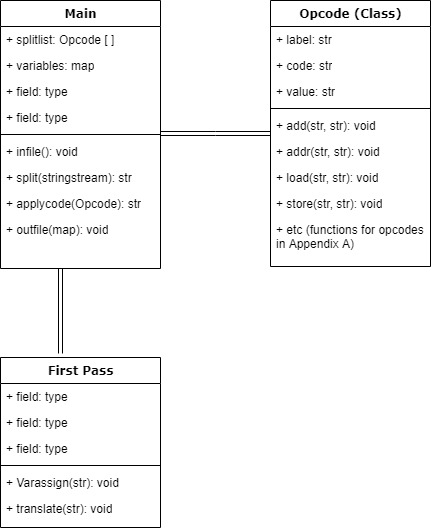 Main
+ splitlist: Opcode [ ]
+ variables: map
+ field: type
+ field: type
+ infile(): void
+ split(stringstream): str
+ applycode(Opcode): str
+ outfile(map): void
Opcode (Class)
+ label: str
+ code: str
+ value: str
+ add(str, str): void
+ addr(str, str): void
+ load(str, str): void
+ store(str, str): void
+ etc (functions for opcodes
in Appendix A)
First Pass
+ field: type
+ field: type
+ field: type
+ Varassign(str): void
+ translate(str): void